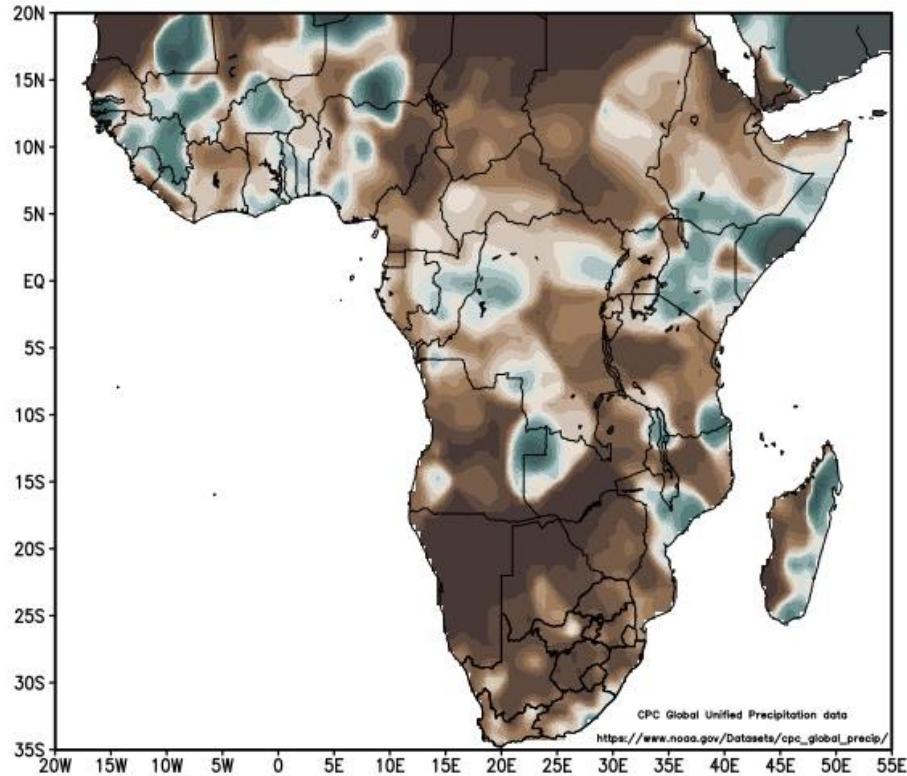 20N
15N
10N
5N
EQ
5S
10S
15S
20S
25S
30S
35S
CPC Global Unified Precipitation data
https://www.noaa.gov/Datasets/cpc_global_precip/
20W 15W 10W 5W 0 5E 10E 15E 20E 25E 30E 35E 40E 45E 50E 55E